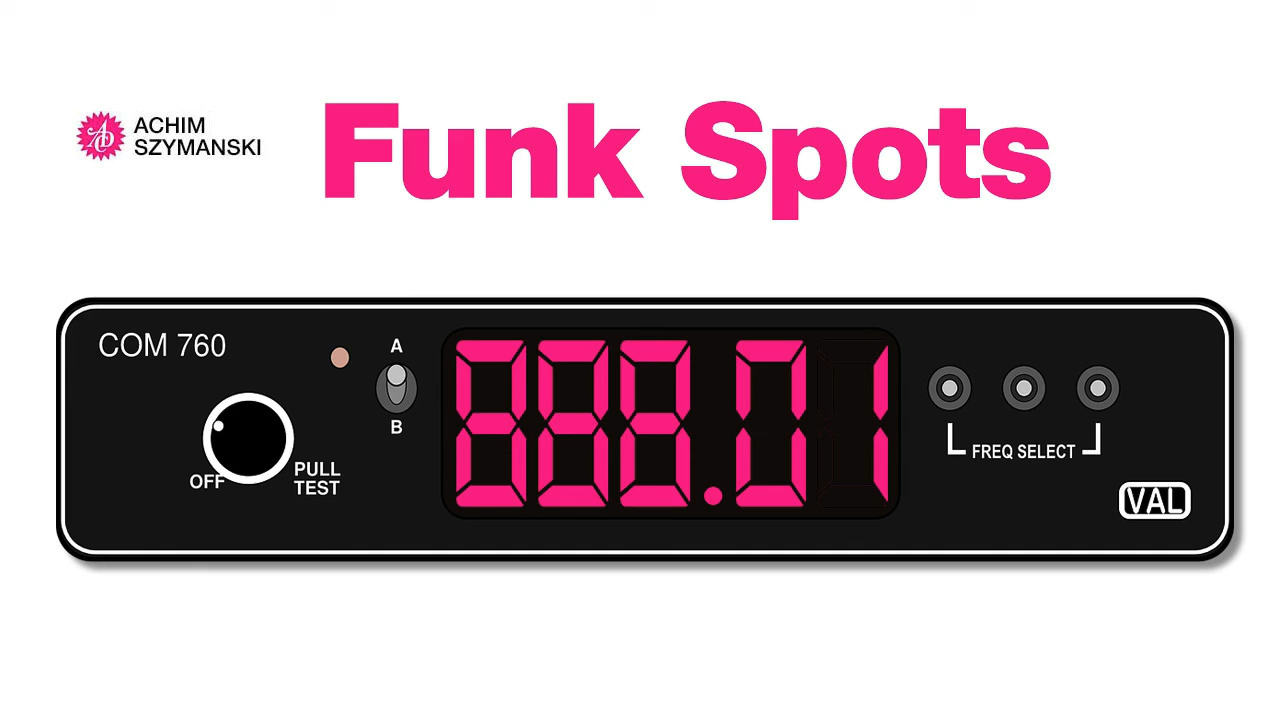 ACHIM
SZYMANSKI
Funk Spots
COM 760
A
B
OFF
PULL
TEST
888.01
FREQ SELECT
VAL